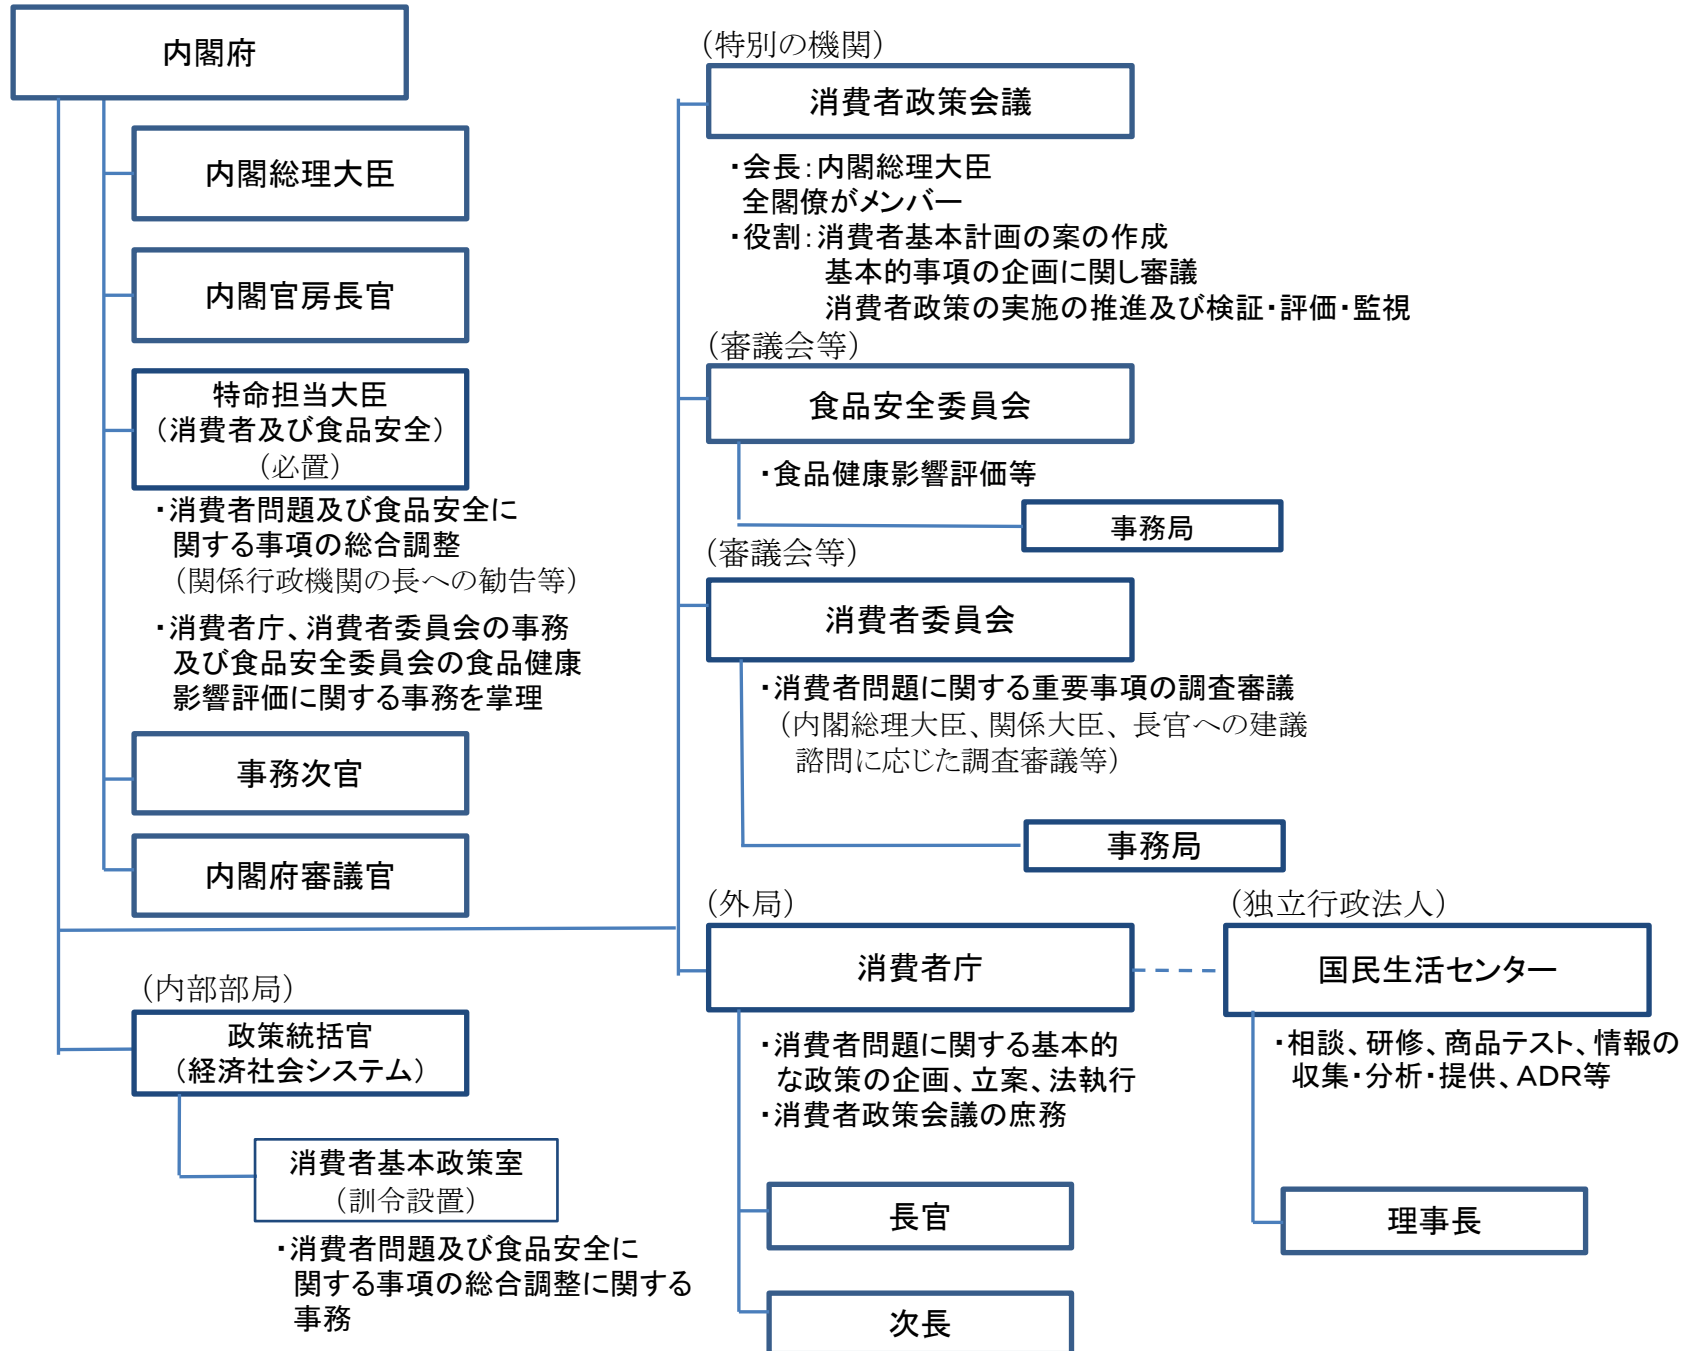 内閣府
内閣総理大臣
内閣官房長官
特命担当大臣
（消費者及び食品安全）
（必置）
・消費者問題及び食品安全に
関する事項の総合調整
（関係行政機関の長への勧告等）
・消費者庁、消費者委員会の事務
及び食品安全委員会の食品健康
影響評価に関する事務を掌理
事務次官
内閣府審議官
（内部部局）
政策統括官
（経済社会システム）
消費者基本政策室
（訓令設置）
・消費者問題及び食品安全に
関する事項の総合調整に関する
事務
（特別の機関）
消費者政策会議
・会長：内閣総理大臣
全閣僚がメンバー
・役割：消費者基本計画の案の作成
基本的事項の企画に関し審議
消費者政策の実施の推進及び検証・評価・監視
（審議会等）
食品安全委員会
・食品健康影響評価等
事務局
（審議会等）
消費者委員会
・消費者問題に関する重要事項の調査審議
（内閣総理大臣、関係大臣、長官への建議
諮問に応じた調査審議等）
事務局
（外局）
消費者庁
・消費者問題に関する基本的
な政策の企画、立案、法執行
・消費者政策会議の庶務
長官
次長
（独立行政法人）
国民生活センター
・相談、研修、商品テスト、情報の
収集・分析・提供、ＡＤＲ等
理事長